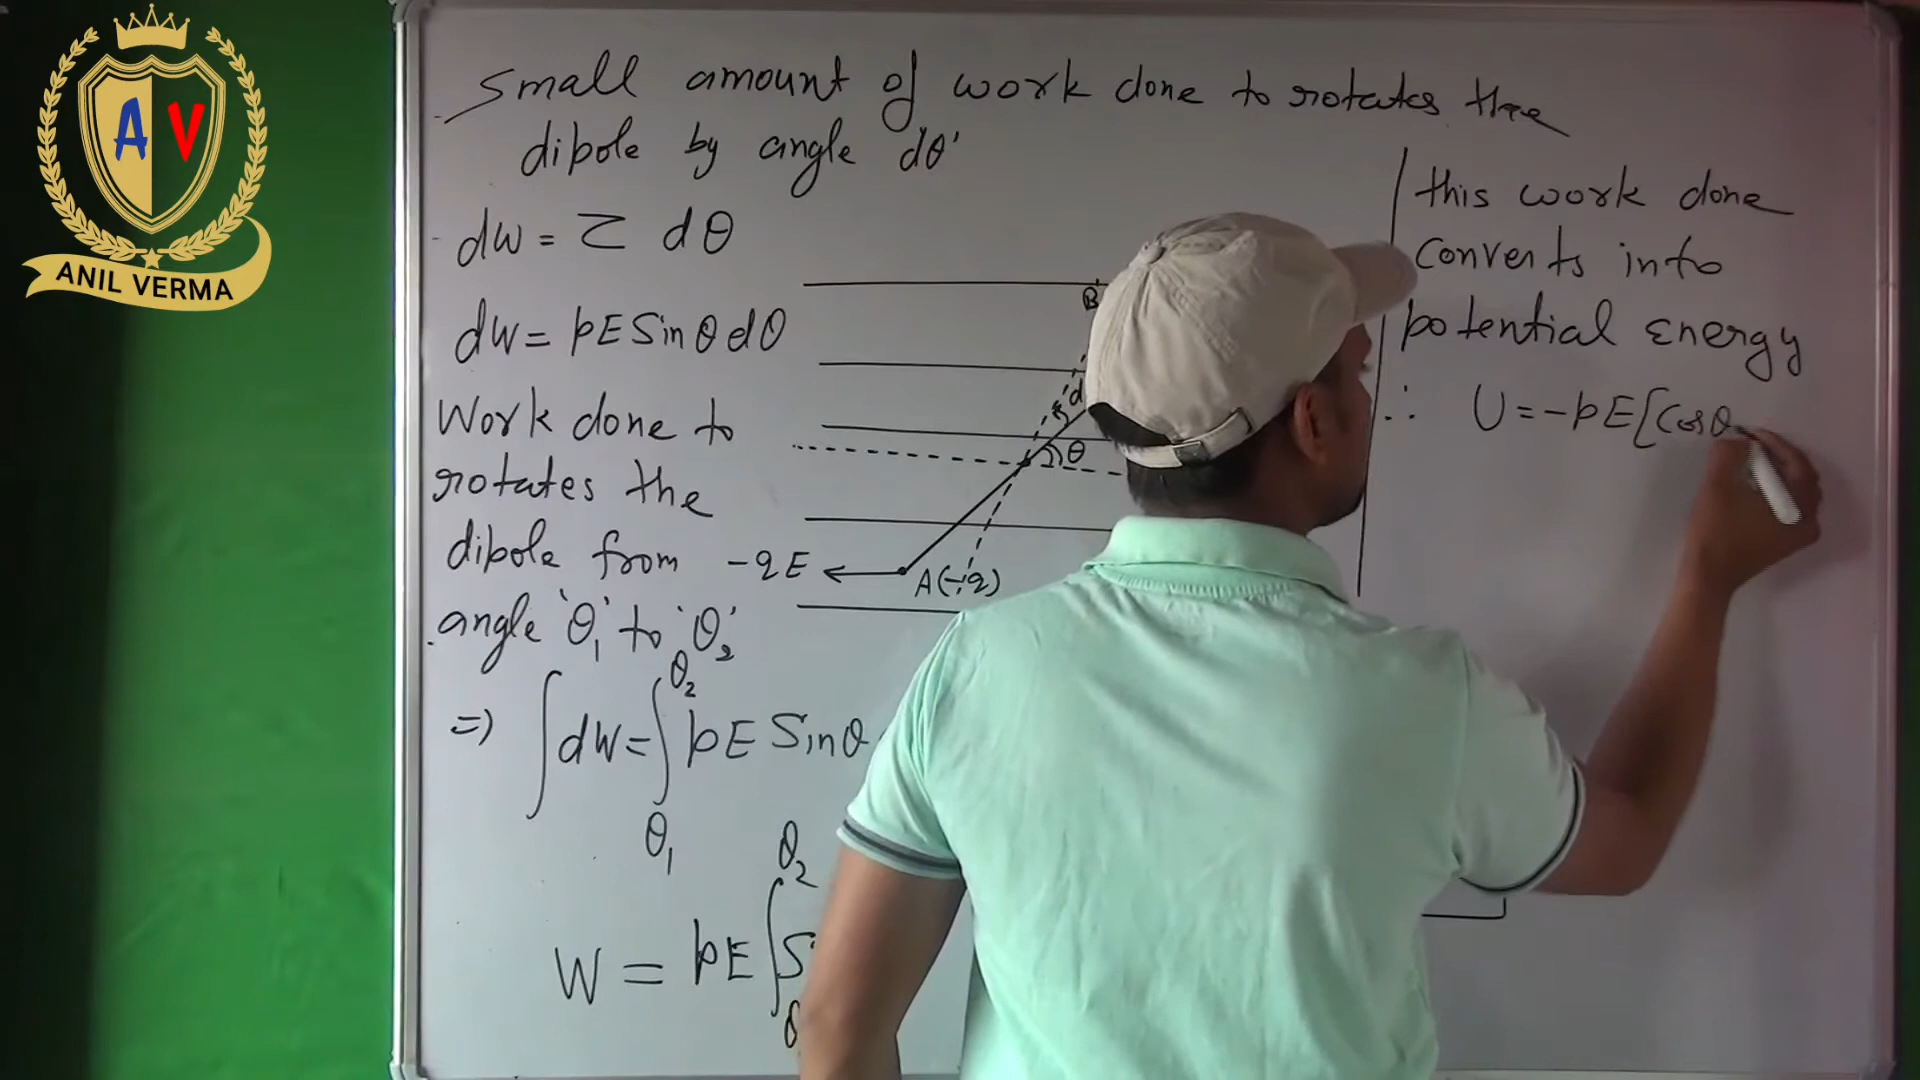 A V
ANIL VERMA
Small amount of work done to rotates the
dipole by angle dθ'
dw = τ dθ
dw = pE Sin θ dθ
Work done to
rotates the
dipole from
angle 'θ₁' to 'θ₂'
=) ∫dw = ∫ pE Sinθ
θ₂
θ₁
W = pE ∫
θ₂
B
d
θ
-qE
A(-q)
this work done
converts into
potential energy
∴ U = -pE[Cosθ